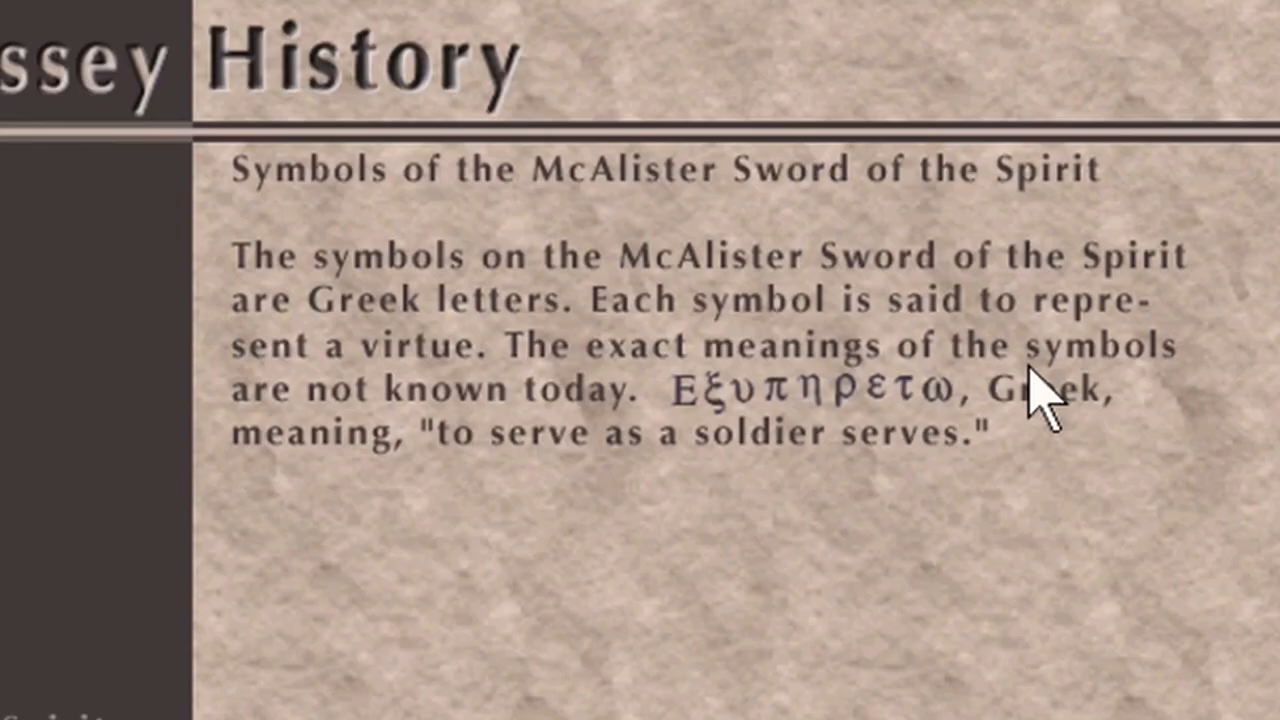 ssey History
Symbols of the McAlister Sword of the Spirit
The symbols on the McAlister Sword of the Spirit
are Greek letters. Each symbol is said to repre-
sent a virtue. The exact meanings of the symbols
are not known today. Εξυπηρετω, Greek,
meaning, "to serve as a soldier serves."